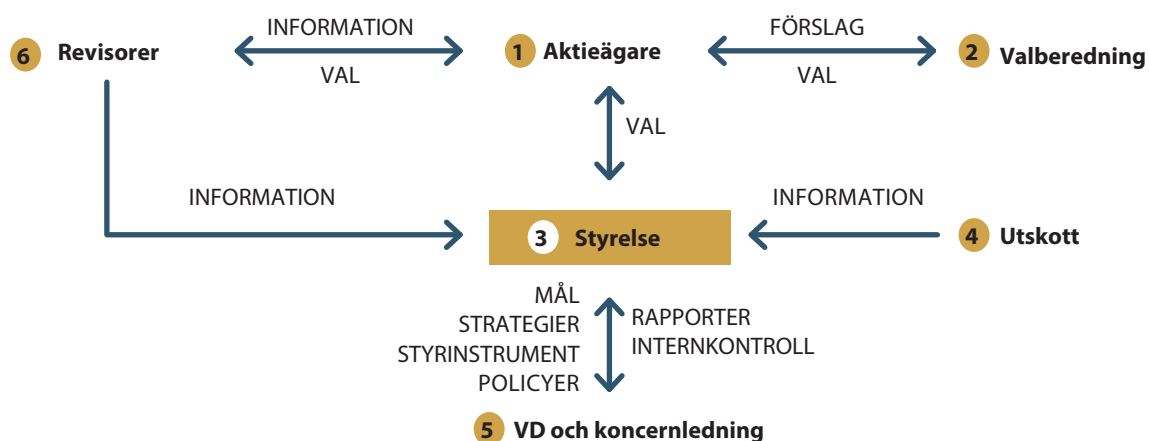 INFORMATION
FÖRSLAG
6 Revisorer
1 Aktieägare
2 Valberedning
VAL
VAL
VAL
INFORMATION
INFORMATION
3 Styrelse
4 Utskott
MÅL
STRATEGIER
STYRINSTRUMENT
POLICYER
RAPPORTER
INTERNKONTROLL
5 VD och koncernledning